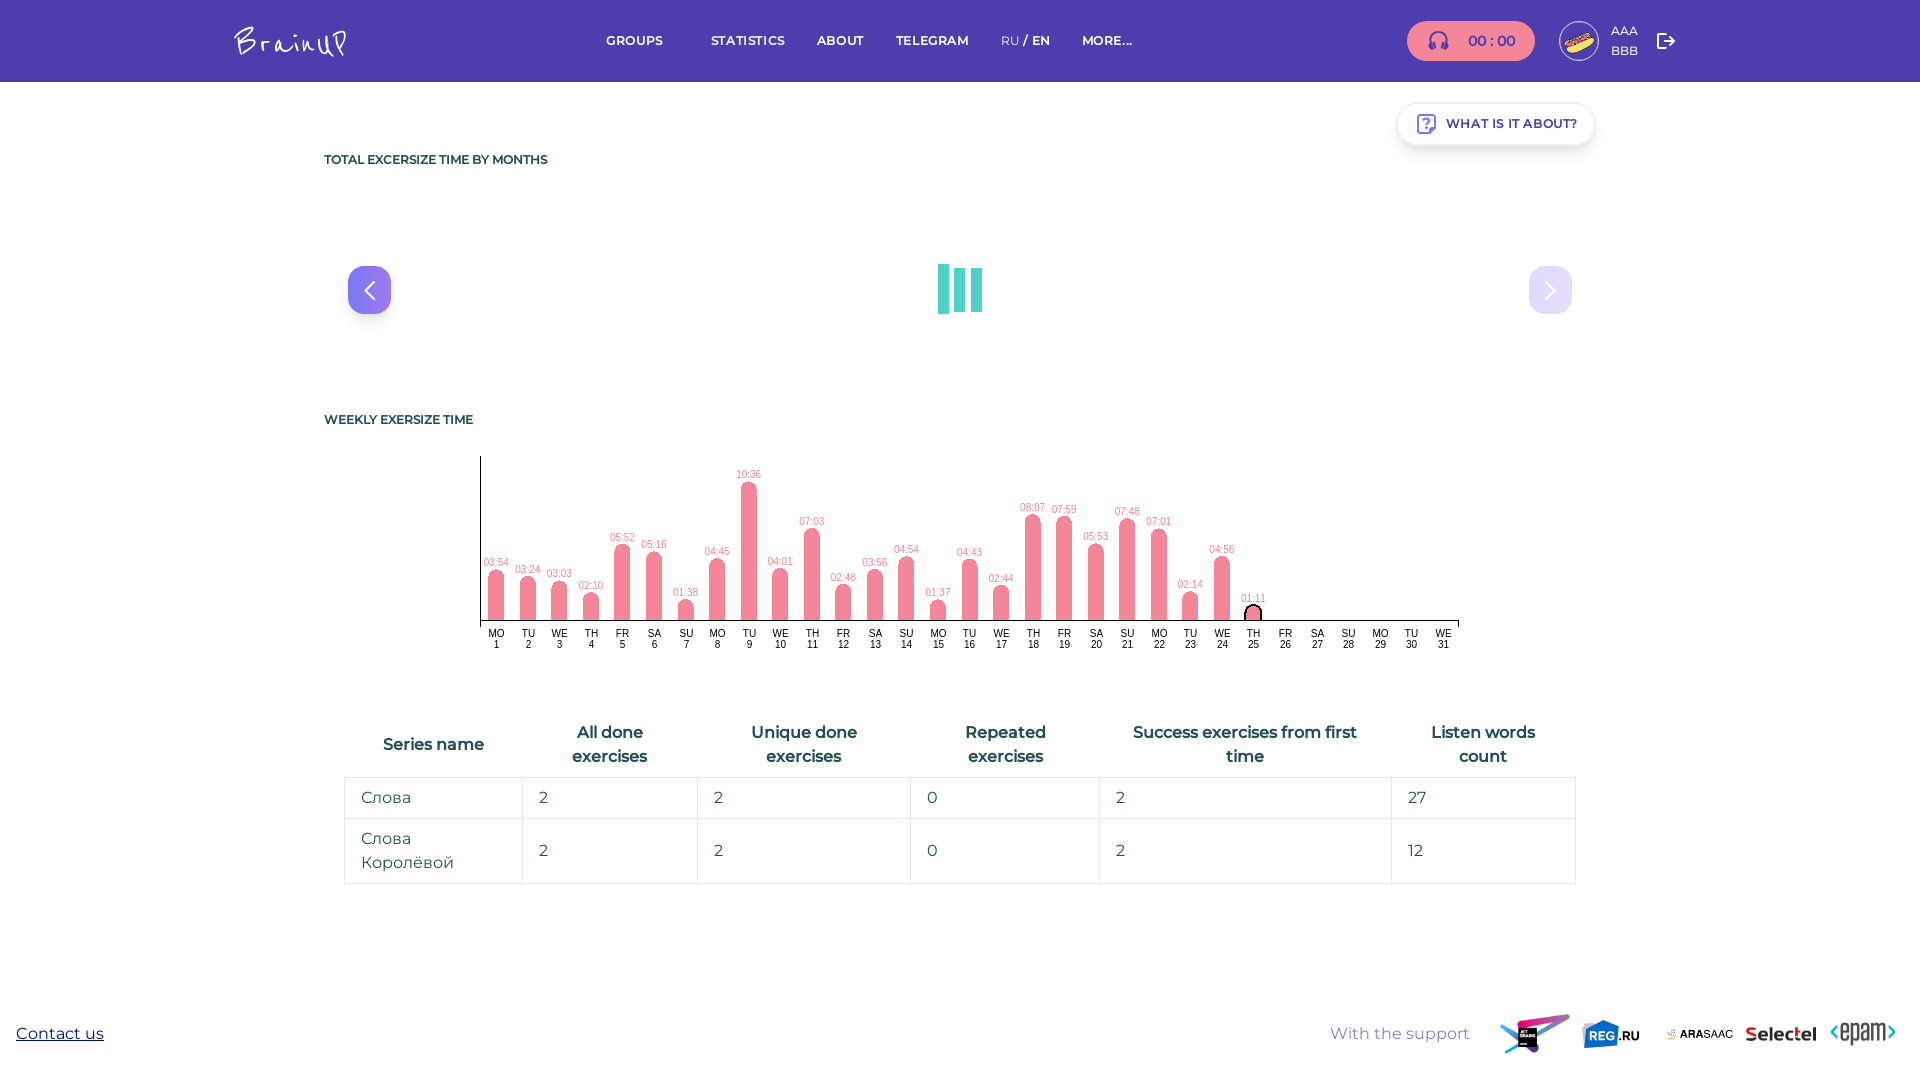 BrainUP
GROUPS
STATISTICS
ABOUT
TELEGRAM
RU / EN
MORE...
00 : 00
AAA
BBB
WHAT IS IT ABOUT?
TOTAL EXCERSIZE TIME BY MONTHS
WEEKLY EXERSIZE TIME
03:54 03:24 03:03 02:10 05:52 05:16 01:38 04:45 10:36 04:01 07:03 02:48 03:56 04:54 01:37 04:43 02:44 08:07 07:59 05:53 07:48 07:01 02:14 04:56 01:11
MO TU WE TH FR SA SU MO TU WE TH FR SA SU MO TU WE TH FR SA SU MO TU WE TH FR SA SU MO TU WE
1 2 3 4 5 6 7 8 9 10 11 12 13 14 15 16 17 18 19 20 21 22 23 24 25 26 27 28 29 30 31
Series name
All done
exercises
Unique done
exercises
Repeated
exercises
Success exercises from first
time
Listen words
count
Слова 2 2 0 2 27
Слова
Королёвой
2 2 0 2 12
Contact us
With the support
JET
BRAINS
REG.RU
ARASAAC
Selectel
<epam>